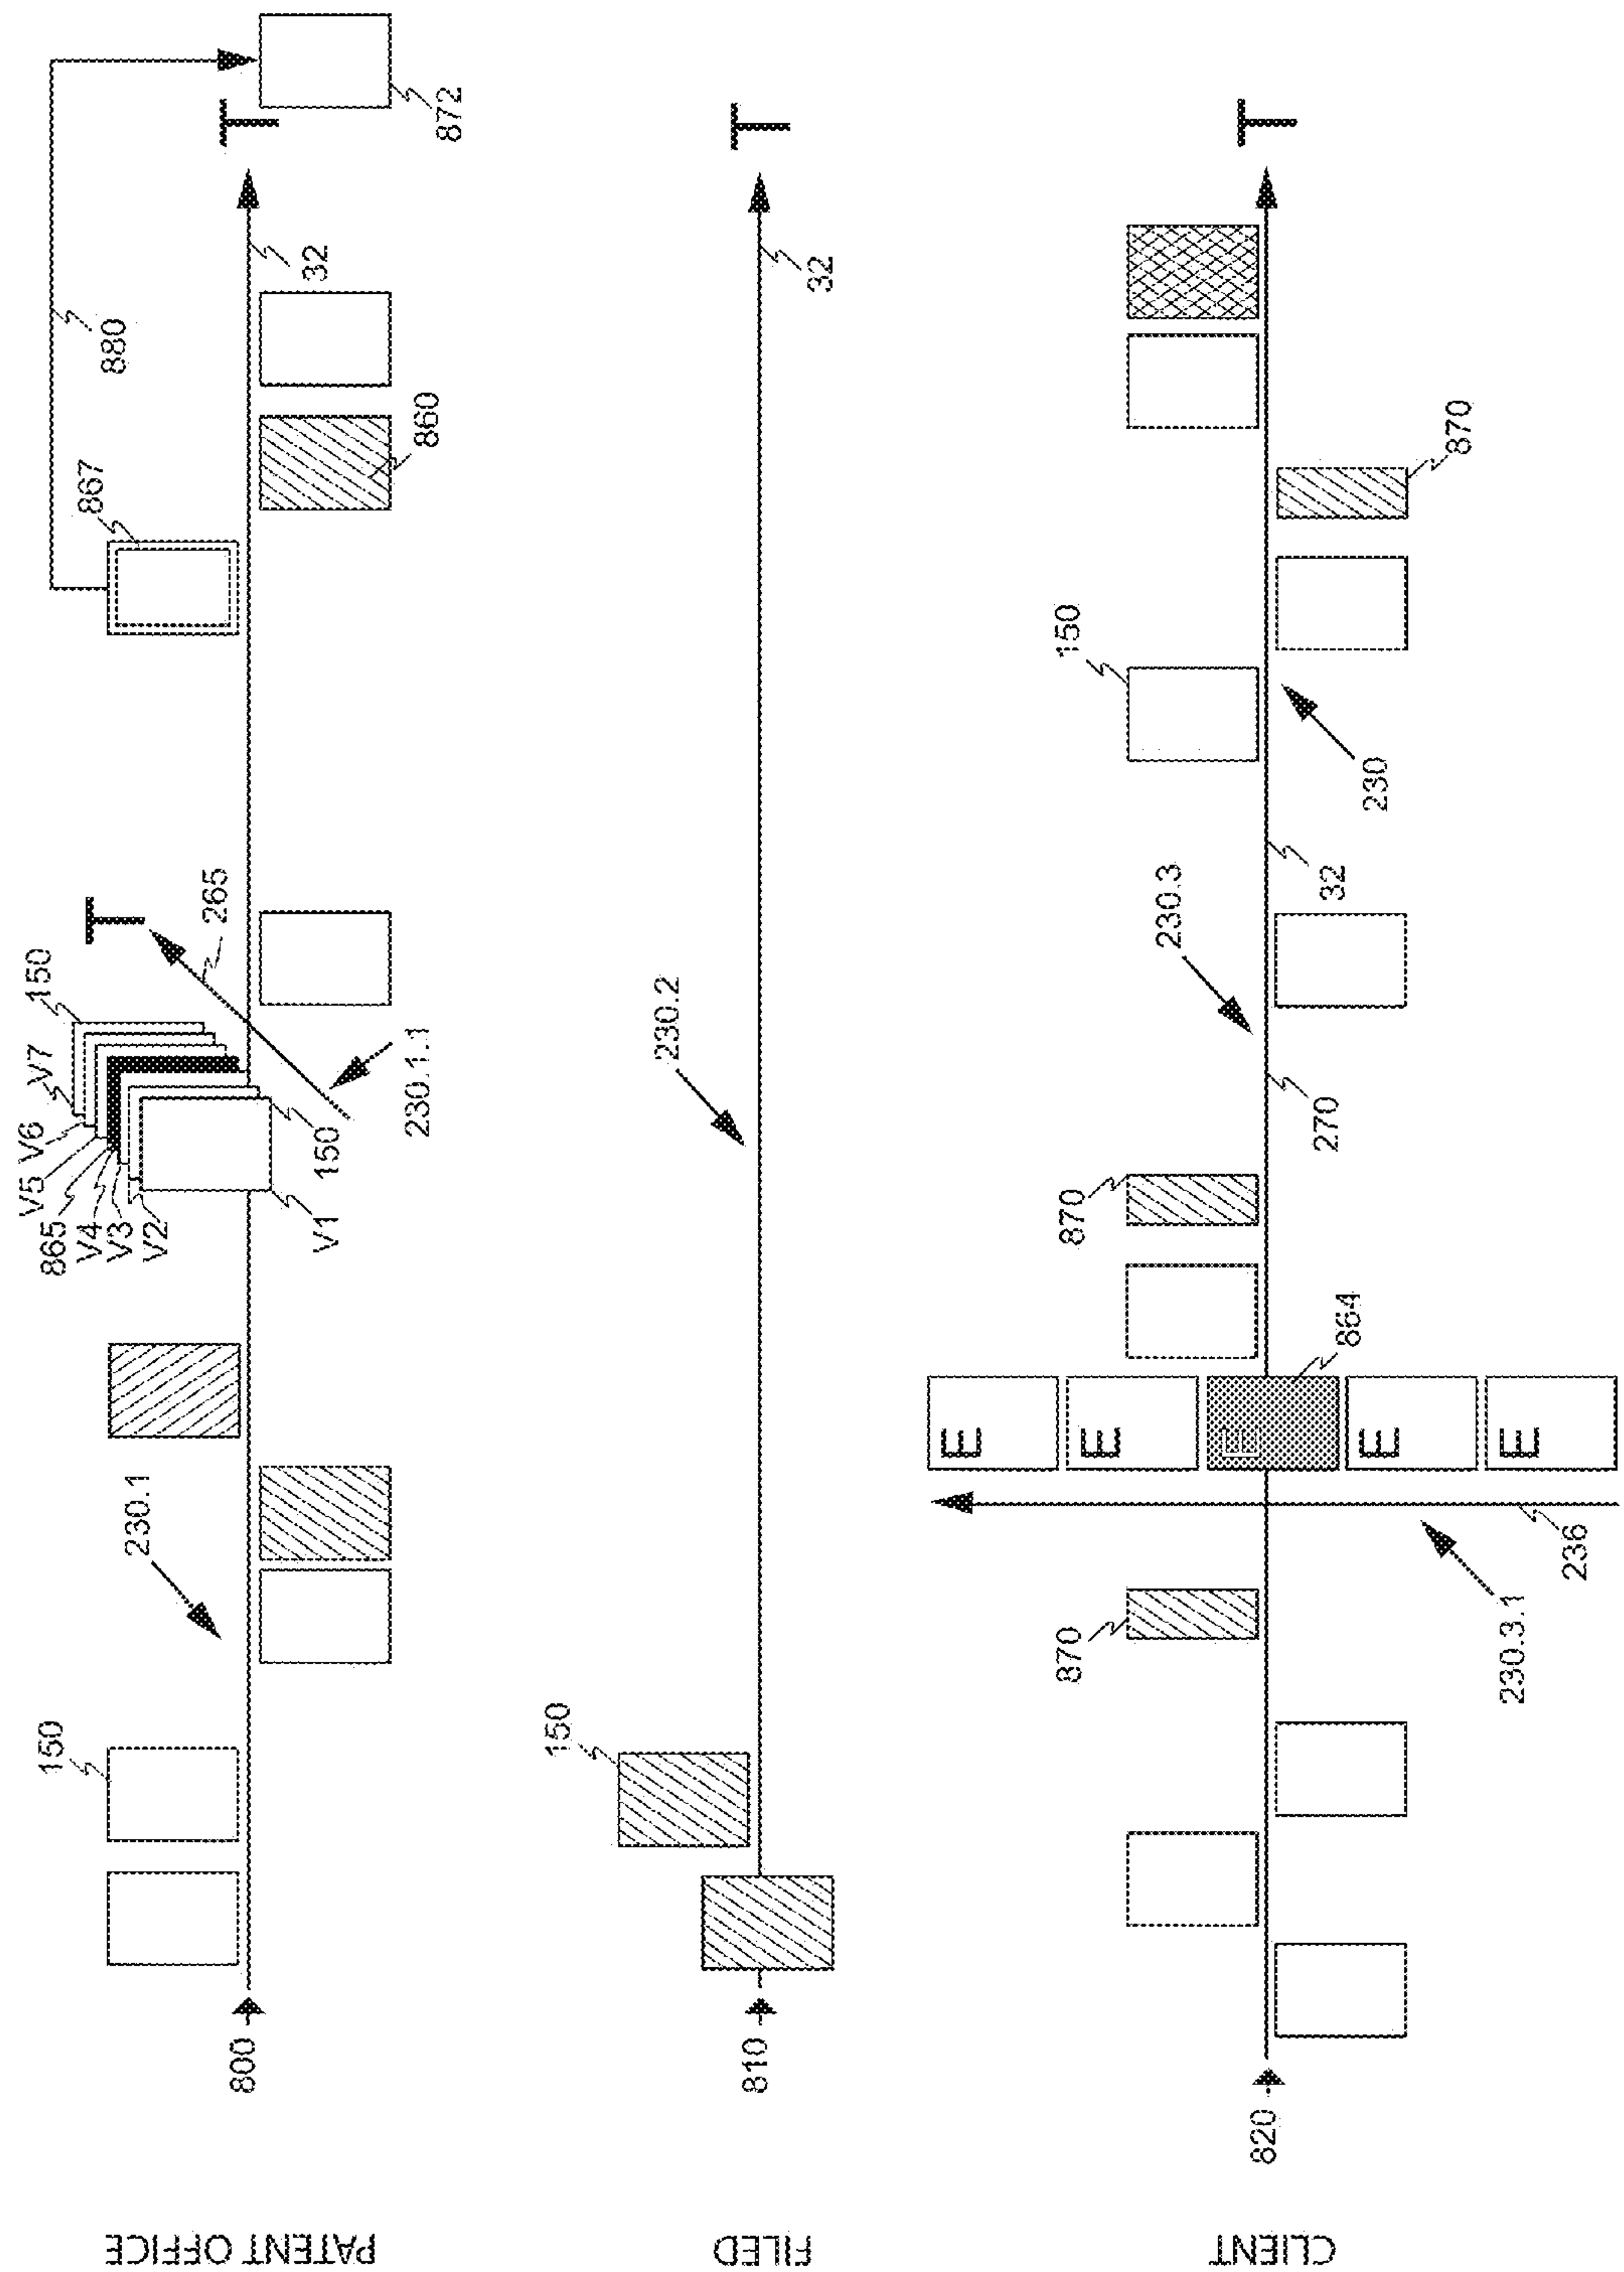 PATENT OFFICE
800
150
230.1
V1
V2
V3
V4
865
V5
V6
V7
150
150
230.1.1
265
T
867
860
880
32
T
872
FILED
810
150
230.2
32
T
CLIENT
820
870
230.3.1
236
E
E
E
E
E
864
870
270
230.3
32
230
150
870
T